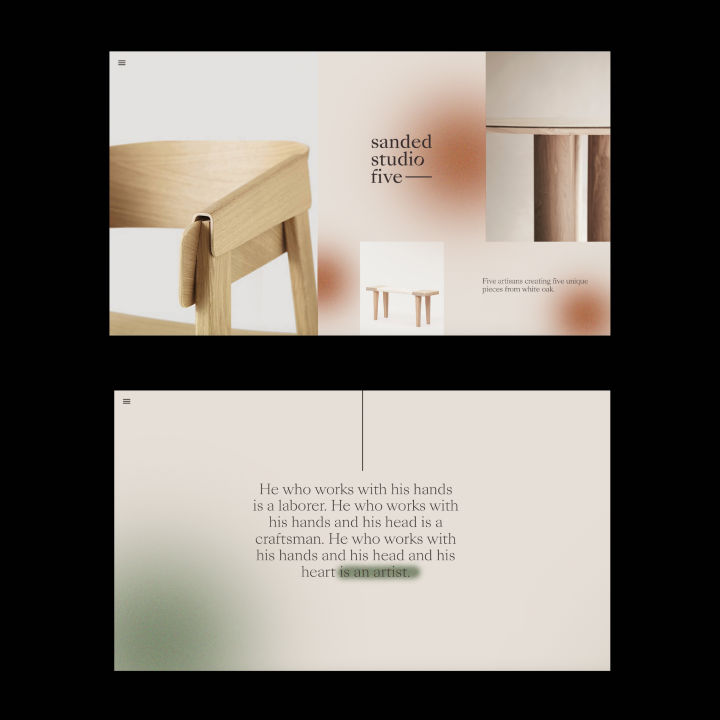 sanded
studio
five
Five artisans creating five unique
pieces from white oak.
He who works with his hands
is a laborer. He who works with
his hands and his head is a
craftsman. He who works with
his hands and his head and his
heart is an artist.